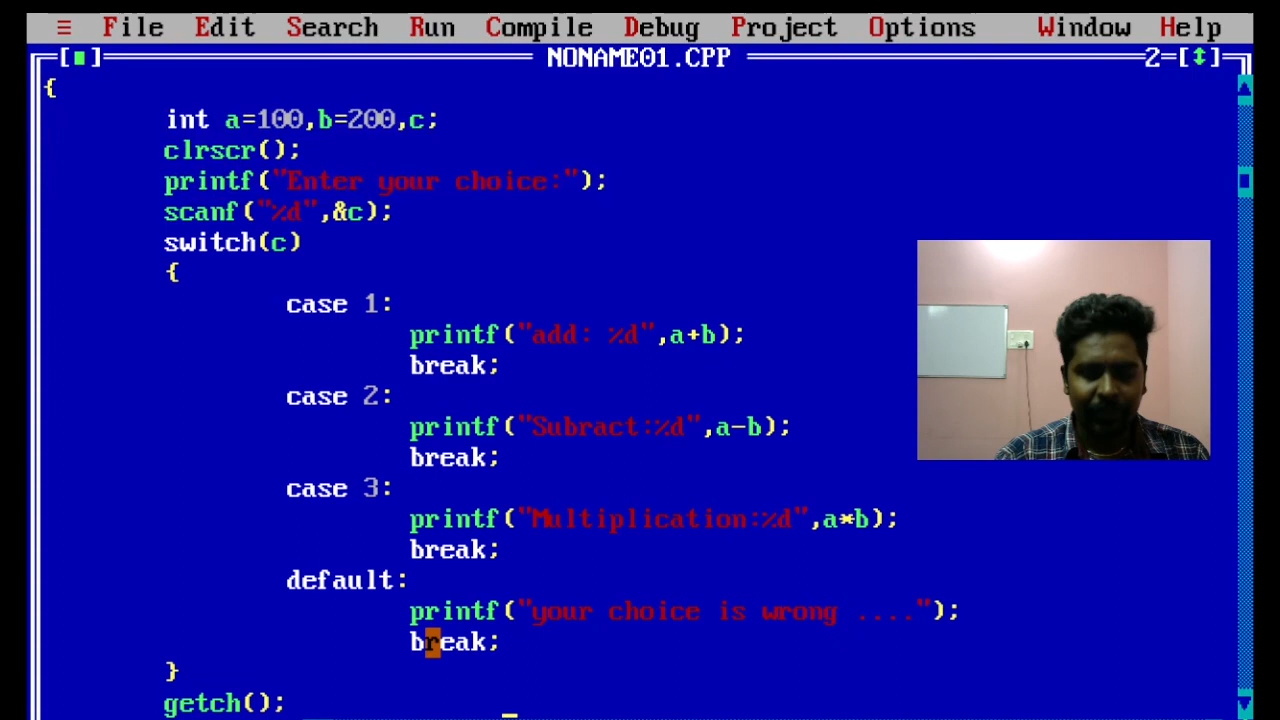 ≡ File Edit Search Run Compile Debug Project Options Window Help
[■] NONAME01.CPP 2=[↕]
{
int a=100,b=200,c;
clrscr();
printf("Enter your choice:");
scanf("%d",&c);
switch(c)
{
case 1:
printf("add: %d",a+b);
break;
case 2:
printf("Subract:%d",a-b);
break;
case 3:
printf("Multiplication:%d",a*b);
break;
default:
printf("your choice is wrong ....");
break;
}
getch();